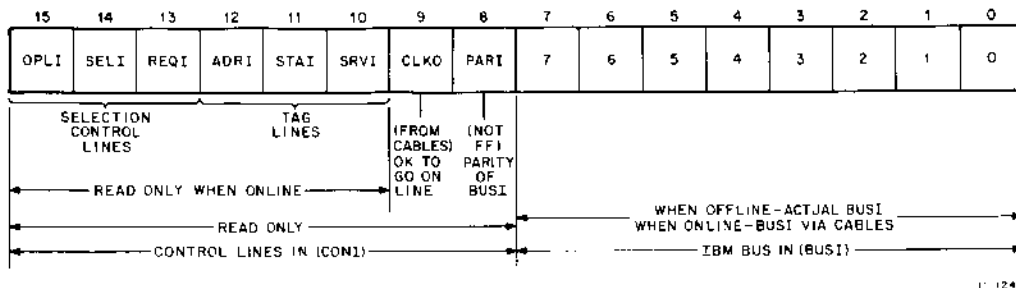 15 14 13 12 11 10 9 8 7 6 5 4 3 2 1 0
OPLI SELI REQI ADRI STAI SRVI CLKO PARI 7 6 5 4 3 2 1 0
SELECTION
CONTROL
LINES
TAG
LINES
(FROM
CABLES)
OK TO
GO ON
LINE
(NOT
FF)
PARITY
OF
BUSI
READ ONLY WHEN ONLINE
READ ONLY
CONTROL LINES IN (CONI)
WHEN OFFLINE-ACTUAL BUSI
WHEN ONLINE-BUSI VIA CABLES
IBM BUS IN (BUSI)